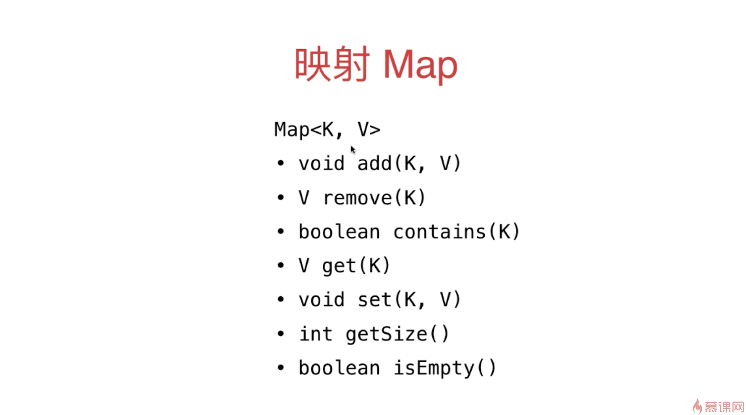 映射 Map
Map<K, V>
• void add(K, V)
• V remove(K)
• boolean contains(K)
• V get(K)
• void set(K, V)
• int getSize()
• boolean isEmpty()
慕课网